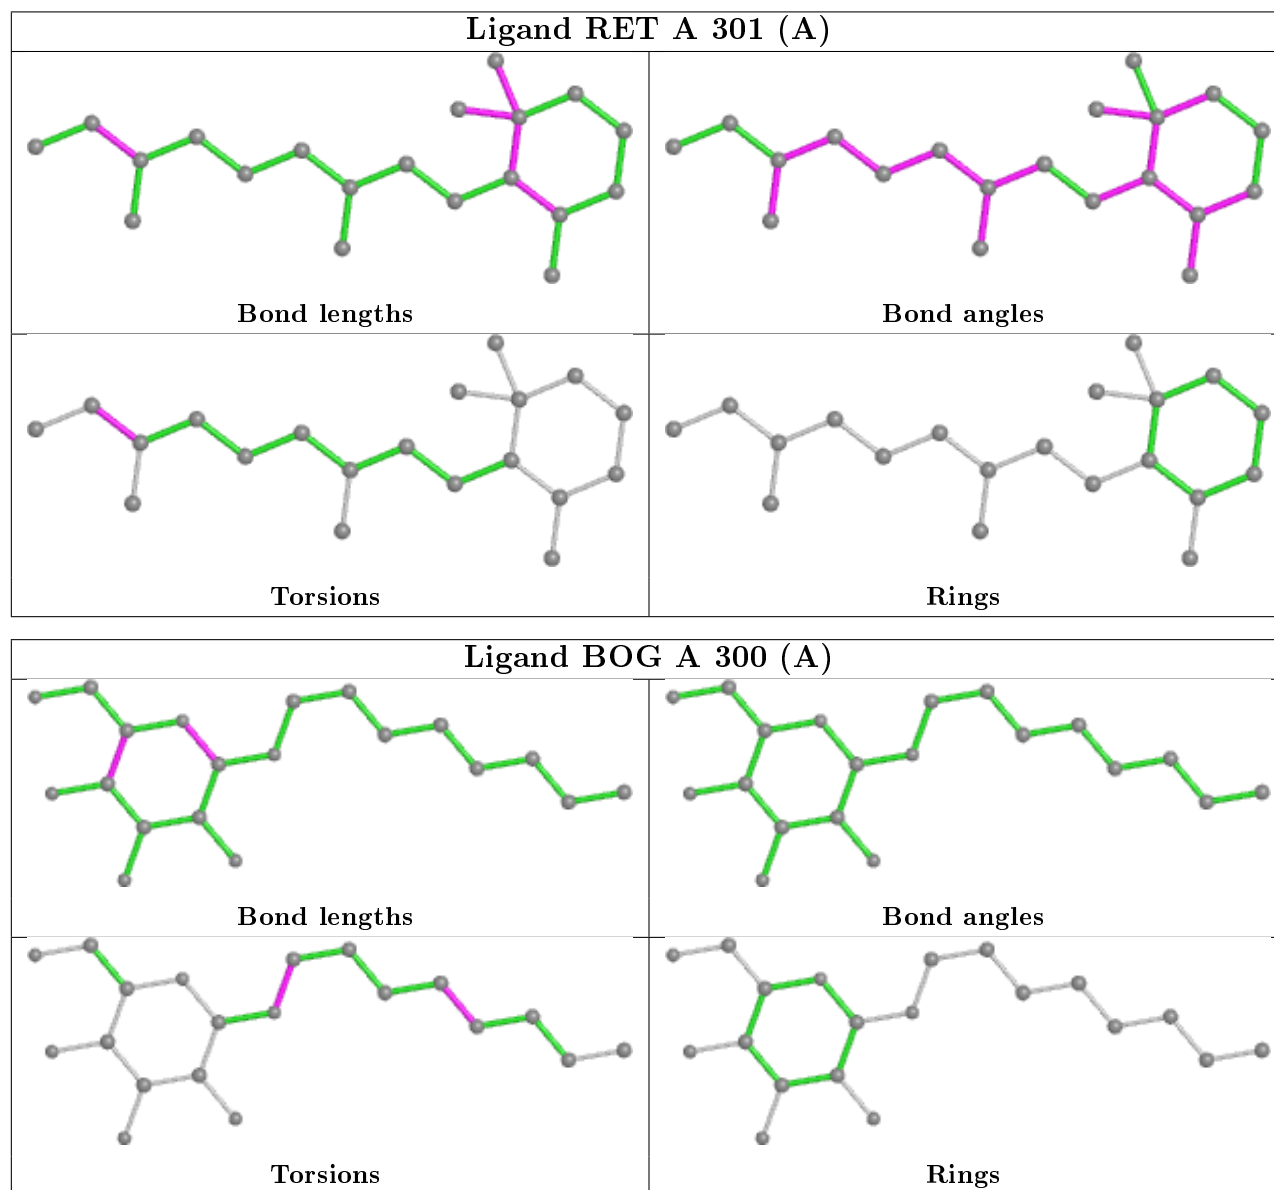 Ligand RET A 301 (A)
Bond lengths
Bond angles
Torsions
Rings
Ligand BOG A 300 (A)
Bond lengths
Bond angles
Torsions
Rings